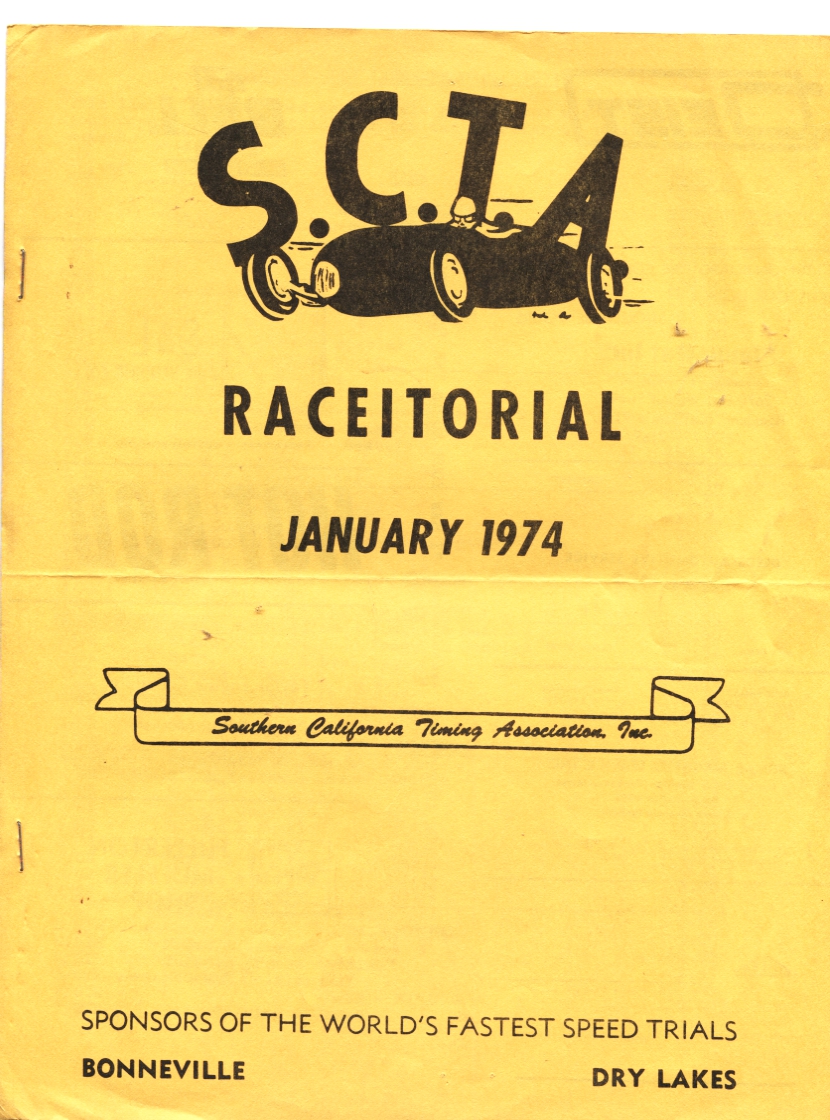 S.C.T.A
RACEITORIAL
JANUARY 1974
Southern California Timing Association, Inc.
SPONSORS OF THE WORLD'S FASTEST SPEED TRIALS
BONNEVILLE DRY LAKES